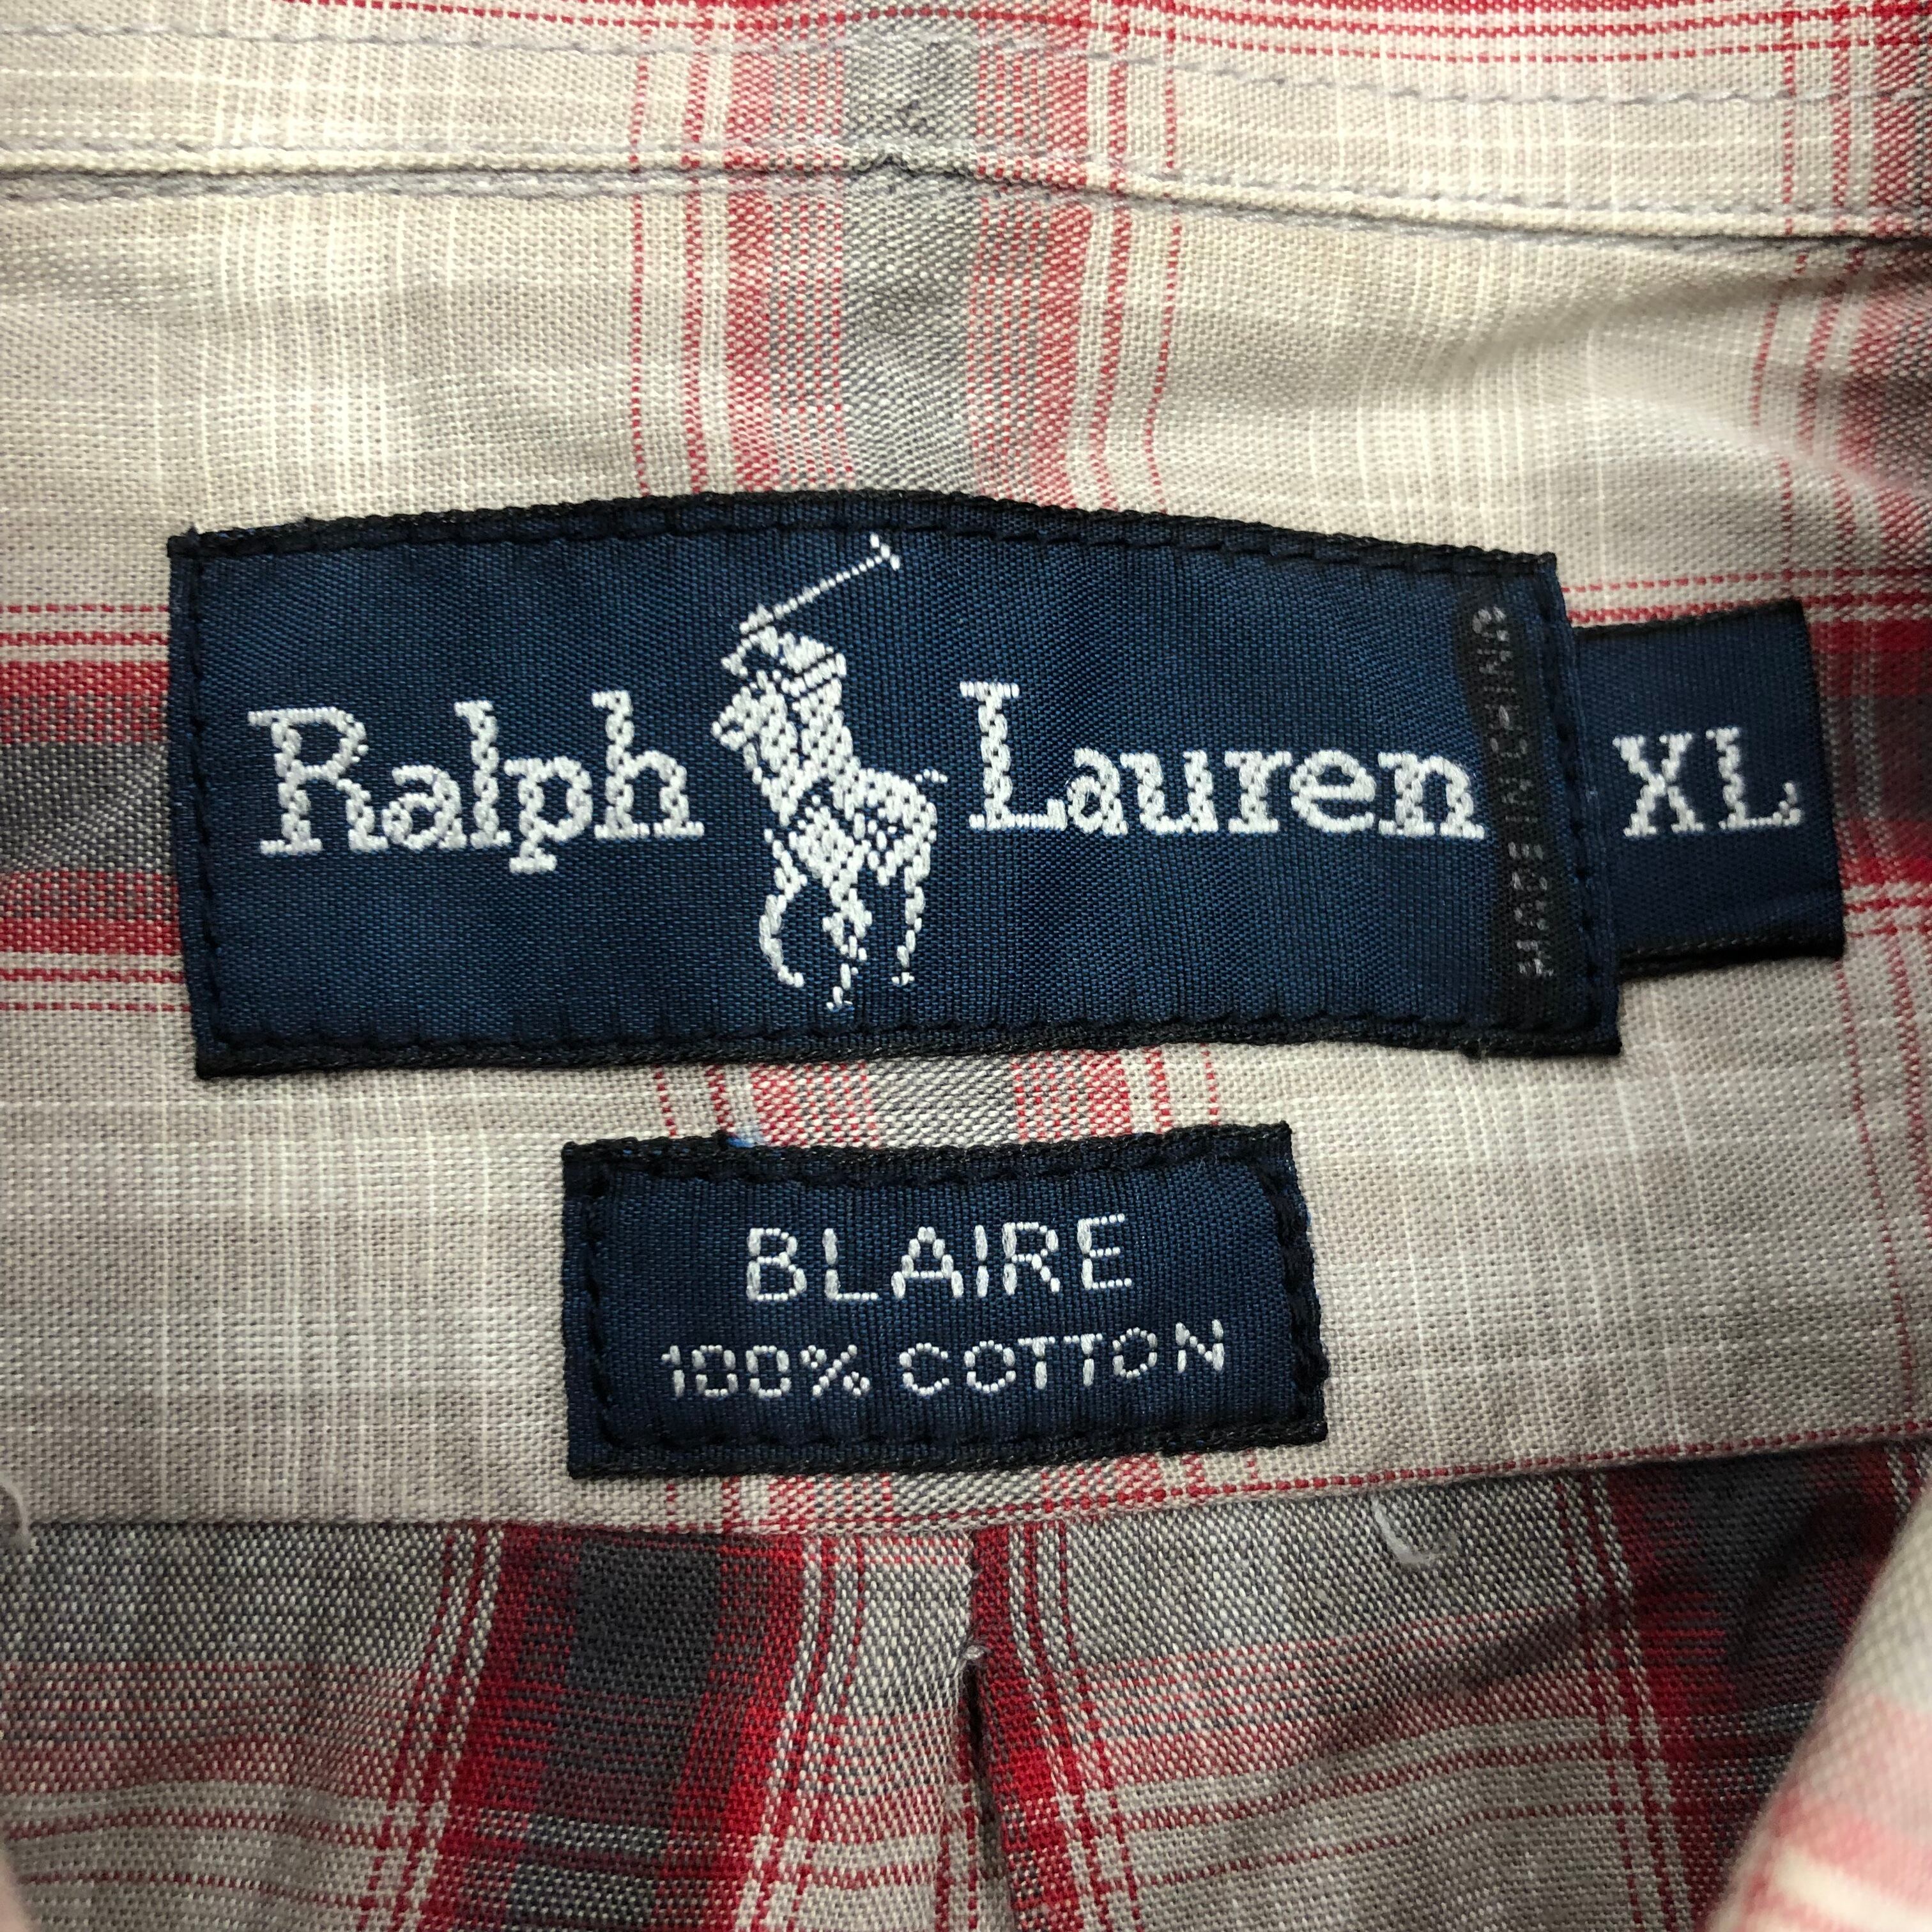 Ralph Lauren
MADE IN CHINA
XL
BLAIRE
100% COTTON